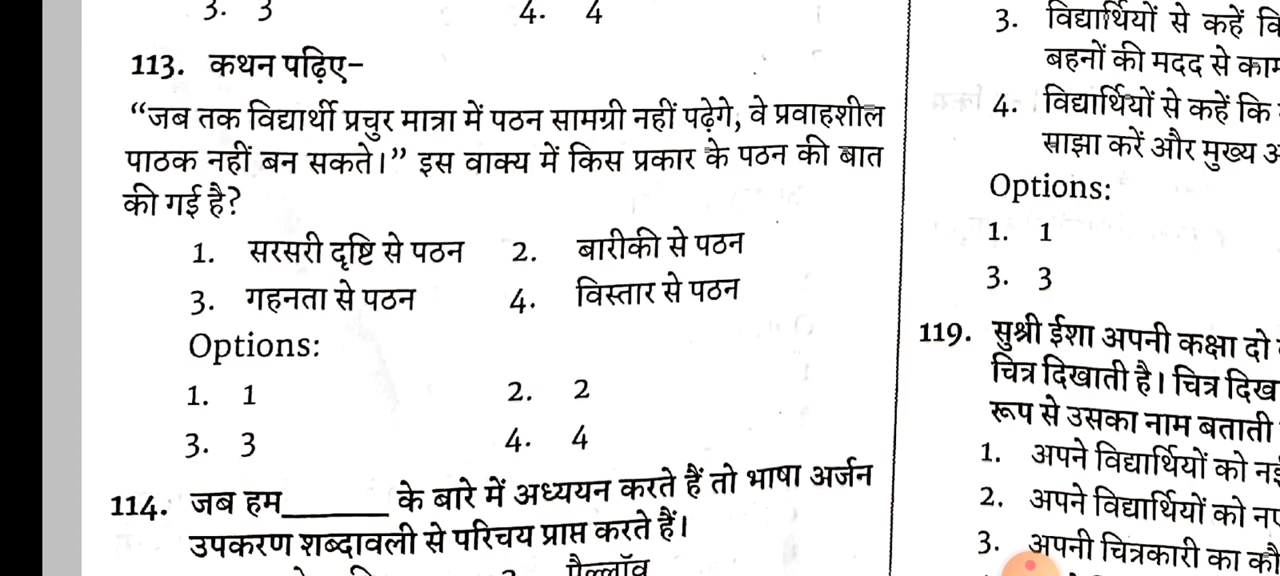 3. 3 4. 4
113. कथन पढ़िए–
“जब तक विद्यार्थी प्रचुर मात्रा में पठन सामग्री नहीं पढ़ेगे, वे प्रवाहशील
पाठक नहीं बन सकते।” इस वाक्य में किस प्रकार के पठन की बात
की गई है?
1. सरसरी दृष्टि से पठन 2. बारीकी से पठन
3. गहनता से पठन 4. विस्तार से पठन
Options:
1. 1 2. 2
3. 3 4. 4
114. जब हम_______ के बारे में अध्ययन करते हैं तो भाषा अर्जन
उपकरण शब्दावली से परिचय प्राप्त करते हैं।
3. विद्यार्थियों से कहें
बहनों की मदद से
4. विद्यार्थियों से कहें कि
साझा करें और मुख्य
Options:
1. 1
3. 3
119. सुश्री ईशा अपनी कक्षा दो
चित्र दिखाती है। चित्र
रूप से उसका नाम बताती
1. अपने विद्यार्थियों को
2. अपने विद्यार्थियों को
3. अपनी चित्रकारी का